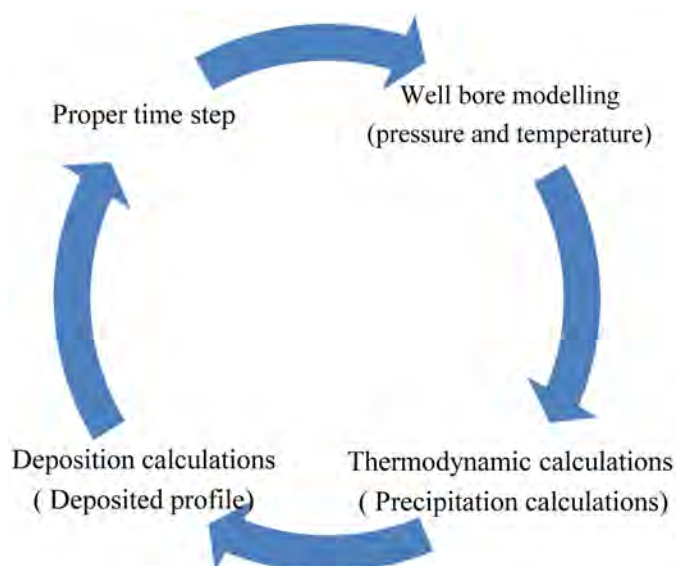 Proper time step
Well bore modelling
(pressure and temperature)
Deposition calculations
( Deposited profile)
Thermodynamic calculations
( Precipitation calculations)